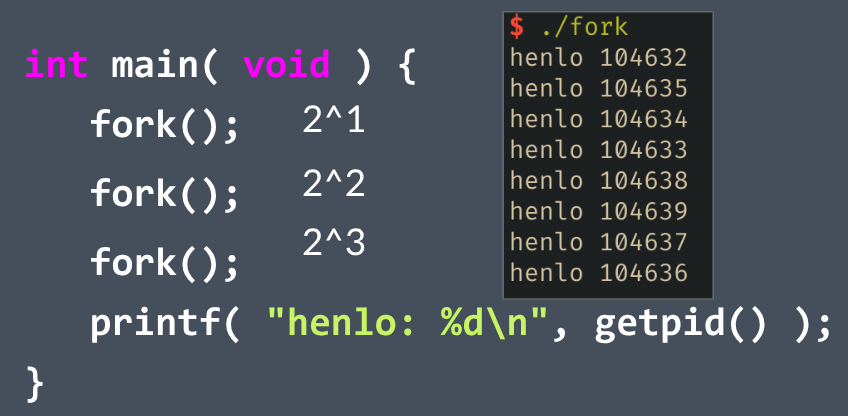 int main( void ) {
fork(); 2^1
fork(); 2^2
fork(); 2^3
printf( "henlo: %d\n", getpid() );
}
$ ./fork
henlo 104632
henlo 104635
henlo 104634
henlo 104633
henlo 104638
henlo 104639
henlo 104637
henlo 104636